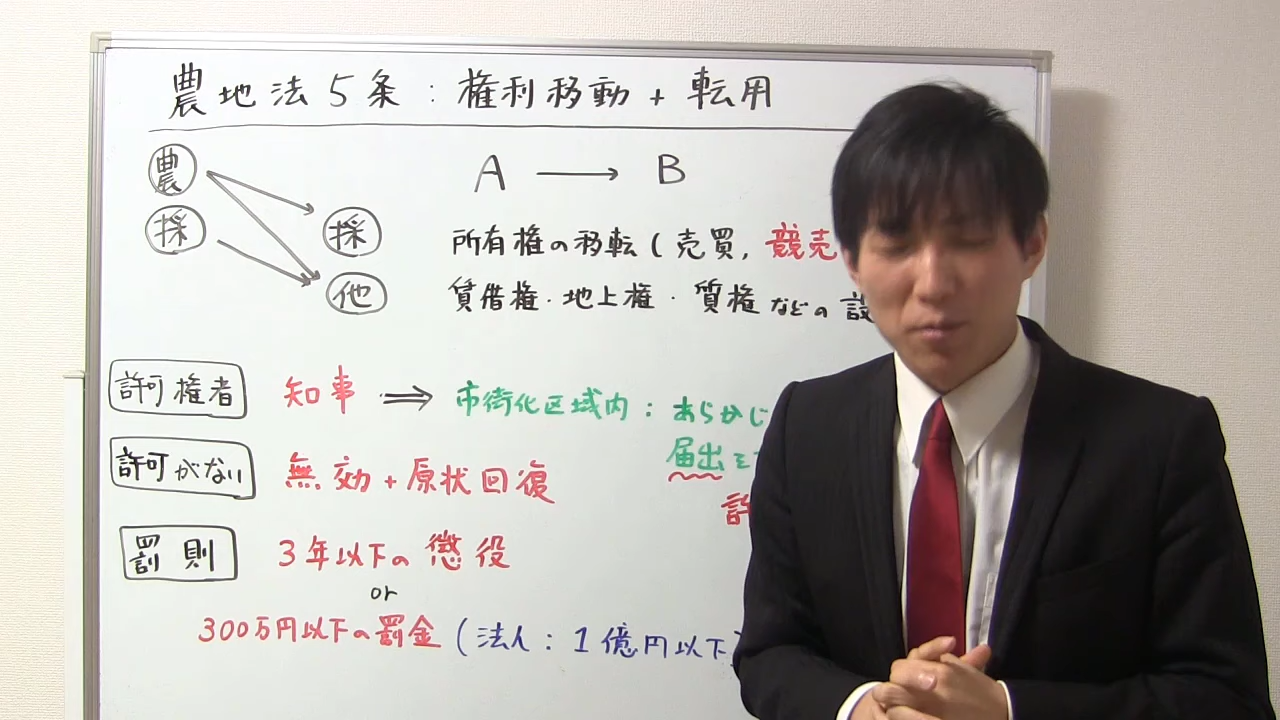 農地法5条：権利移動+転用
農
採
採
他
A → B
所有権の移転(売買,競売
賃借権・地上権・質権などの設
許可権者 知事 ⇒ 市街化区域内：あらかじ
届出を
許
許可がない 無効+原状回復
罰則 3年以下の懲役
or
300万円以下の罰金(法人：1億円以下)